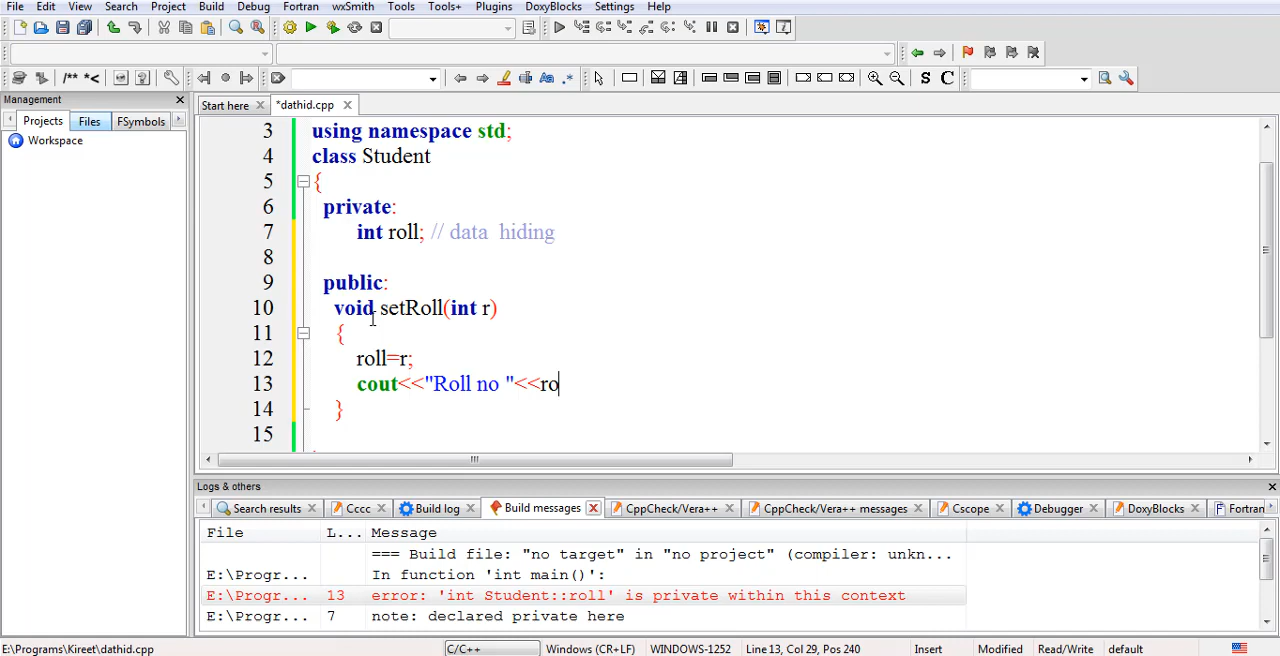 File Edit View Search Project Build Debug Fortran wxSmith Tools Tools+ Plugins DoxyBlocks Settings Help
/** *<
S C
Management
Start here *dathid.cpp
Projects Files FSymbols
Workspace
3 using namespace std;
4 class Student
5 {
6 private:
7 int roll; // data hiding
8
9 public:
10 void setRoll(int r)
11 {
12 roll=r;
13 cout<<"Roll no "<<ro
14 }
15
Logs & others
Search results Cccc Build log Build messages CppCheck/Vera++ CppCheck/Vera++ messages Cscope Debugger DoxyBlocks Fortran
File L... Message
=== Build file: "no target" in "no project" (compiler: unkn...
E:\Progr... In function 'int main()':
E:\Progr... 13 error: 'int Student::roll' is private within this context
E:\Progr... 7 note: declared private here
E:\Programs\Kireet\dathid.cpp C/C++ Windows (CR+LF) WINDOWS-1252 Line 13, Col 29, Pos 240 Insert Modified Read/Write default